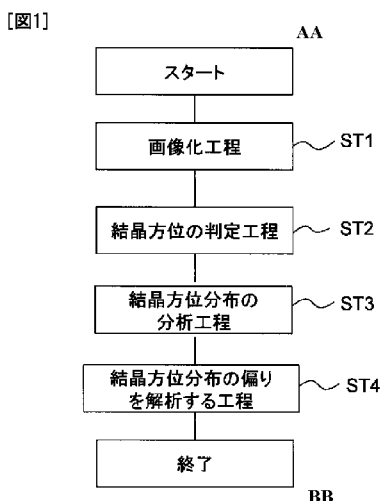 [図1]
AA
スタート
画像化工程
ST1
結晶方位の判定工程
ST2
結晶方位分布の
分析工程
ST3
結晶方位分布の偏り
を解析する工程
ST4
終了
BB